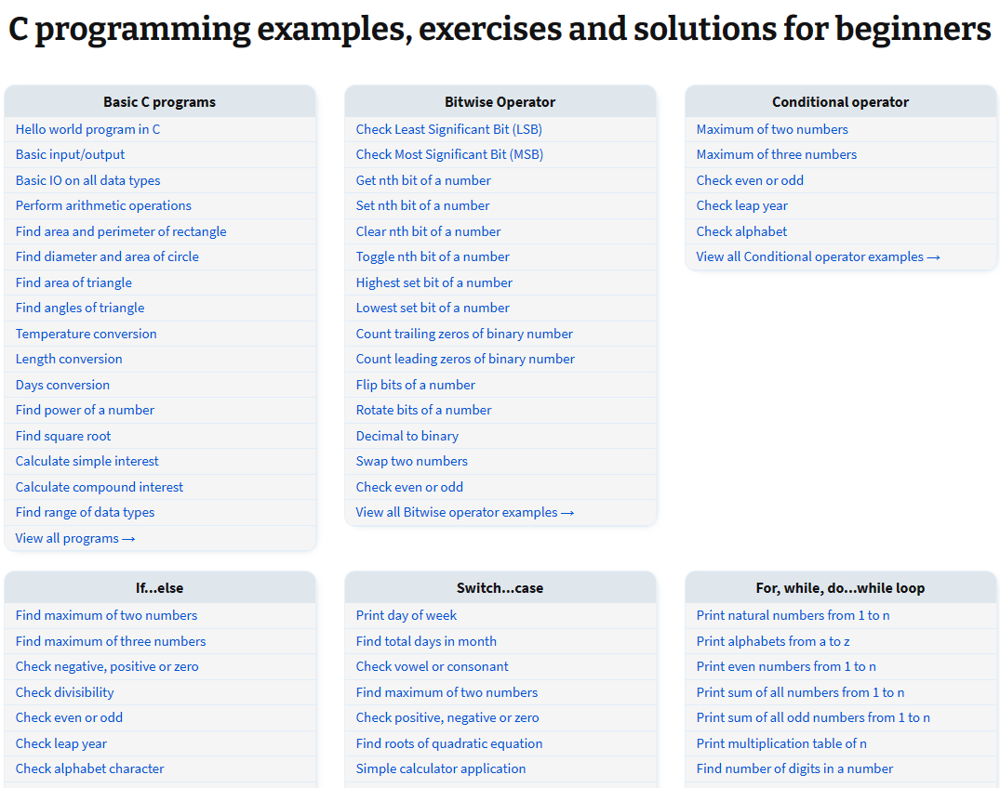 C programming examples, exercises and solutions for beginners
Basic C programs
Hello world program in C
Basic input/output
Basic IO on all data types
Perform arithmetic operations
Find area and perimeter of rectangle
Find diameter and area of circle
Find area of triangle
Find angles of triangle
Temperature conversion
Length conversion
Days conversion
Find power of a number
Find square root
Calculate simple interest
Calculate compound interest
Find range of data types
View all programs →
Bitwise Operator
Check Least Significant Bit (LSB)
Check Most Significant Bit (MSB)
Get nth bit of a number
Set nth bit of a number
Clear nth bit of a number
Toggle nth bit of a number
Highest set bit of a number
Lowest set bit of a number
Count trailing zeros of binary number
Count leading zeros of binary number
Flip bits of a number
Rotate bits of a number
Decimal to binary
Swap two numbers
Check even or odd
View all Bitwise operator examples →
Conditional operator
Maximum of two numbers
Maximum of three numbers
Check even or odd
Check leap year
Check alphabet
View all Conditional operator examples →
If...else
Find maximum of two numbers
Find maximum of three numbers
Check negative, positive or zero
Check divisibility
Check even or odd
Check leap year
Check alphabet character
Switch...case
Print day of week
Find total days in month
Check vowel or consonant
Find maximum of two numbers
Check positive, negative or zero
Find roots of quadratic equation
Simple calculator application
For, while, do...while loop
Print natural numbers from 1 to n
Print alphabets from a to z
Print even numbers from 1 to n
Print sum of all numbers from 1 to n
Print sum of all odd numbers from 1 to n
Print multiplication table of n
Find number of digits in a number